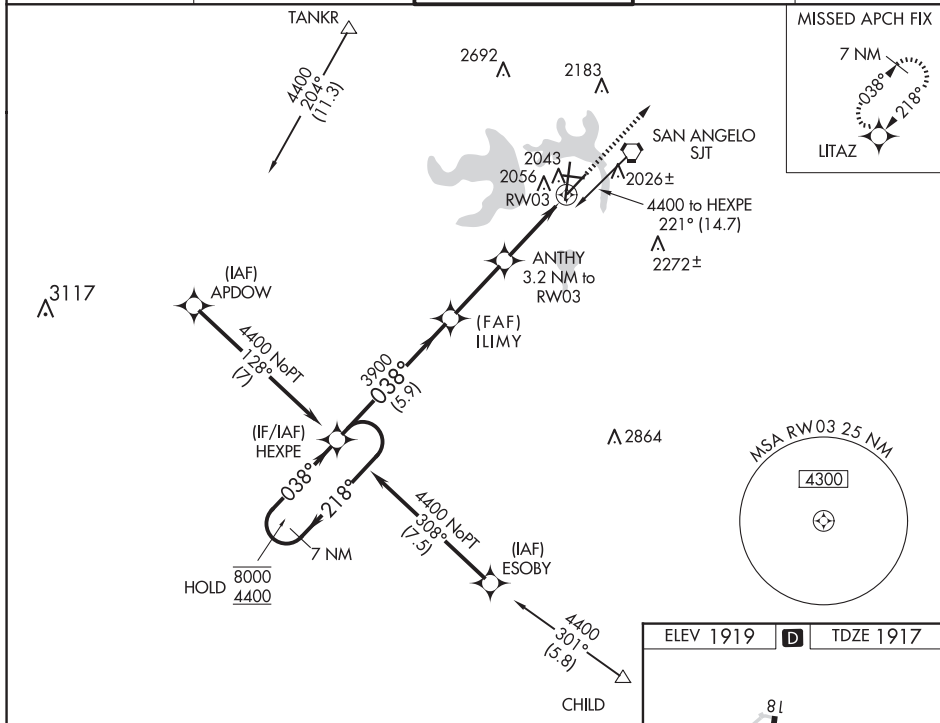 TANKR
4400
204°
(11.3)
2692
2183
MISSED APCH FIX
7 NM
038°
218°
LITAZ
SAN ANGELO
SJT
2043
2056
RW03
2026±
4400 to HEXPE
221° (14.7)
2272±
ANTHY
3.2 NM to
RW03
3117
(IAF)
APDOW
4400 NoPT
128°
(7)
(FAF)
ILIMY
3900
038°
(5.9)
(IF/IAF)
HEXPE
2864
038°
218°
7 NM
HOLD
8000
4400
4400 NoPT
308°
(7.5)
(IAF)
ESOBY
4400
301°
(5.8)
CHILD
MSA RW03 25 NM
4300
ELEV 1919
D
TDZE 1917
18